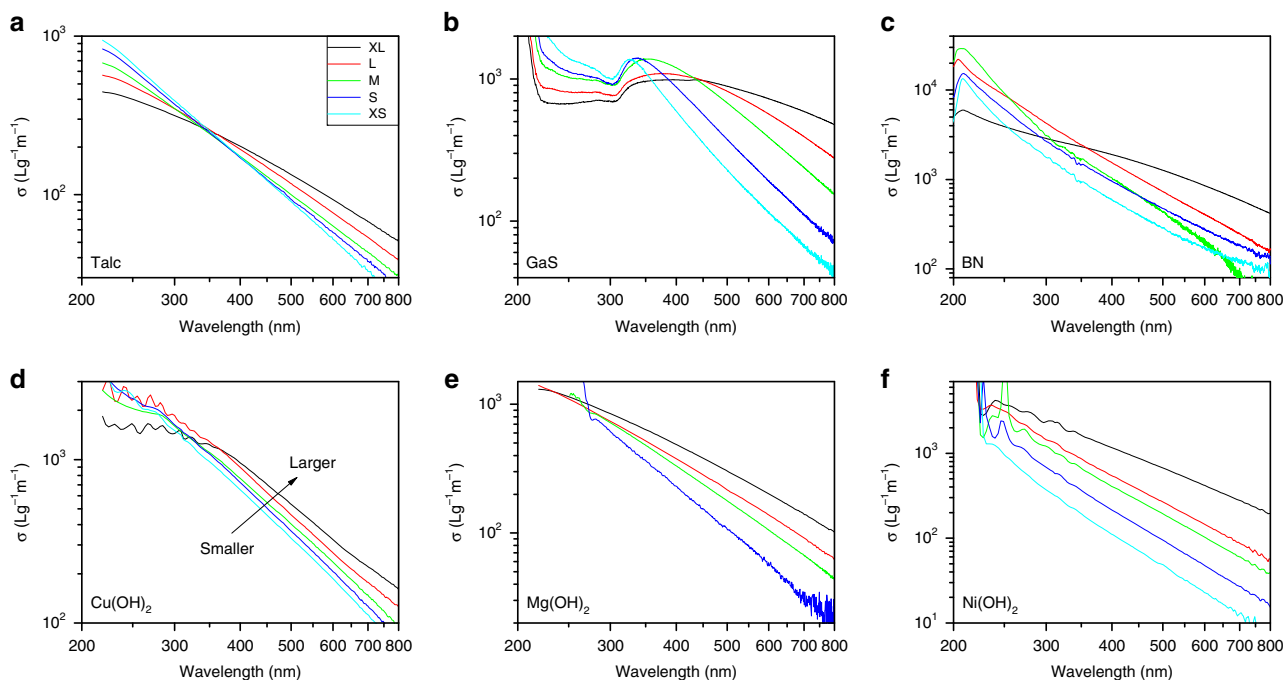 a
10³
10²
σ (Lg⁻¹m⁻¹)
XL
L
M
S
XS
Talc
200 300 400 500 600 700 800
Wavelength (nm)
b
10³
10²
σ (Lg⁻¹m⁻¹)
GaS
200 300 400 500 600 700 800
Wavelength (nm)
c
10⁴
10³
10²
σ (Lg⁻¹m⁻¹)
BN
200 300 400 500 600 700 800
Wavelength (nm)
d
10³
10²
σ (Lg⁻¹m⁻¹)
Larger
Smaller
Cu(OH)₂
200 300 400 500 600 700 800
Wavelength (nm)
e
10³
10²
σ (Lg⁻¹m⁻¹)
Mg(OH)₂
200 300 400 500 600 700 800
Wavelength (nm)
f
10³
10²
10¹
σ (Lg⁻¹m⁻¹)
Ni(OH)₂
200 300 400 500 600 700 800
Wavelength (nm)